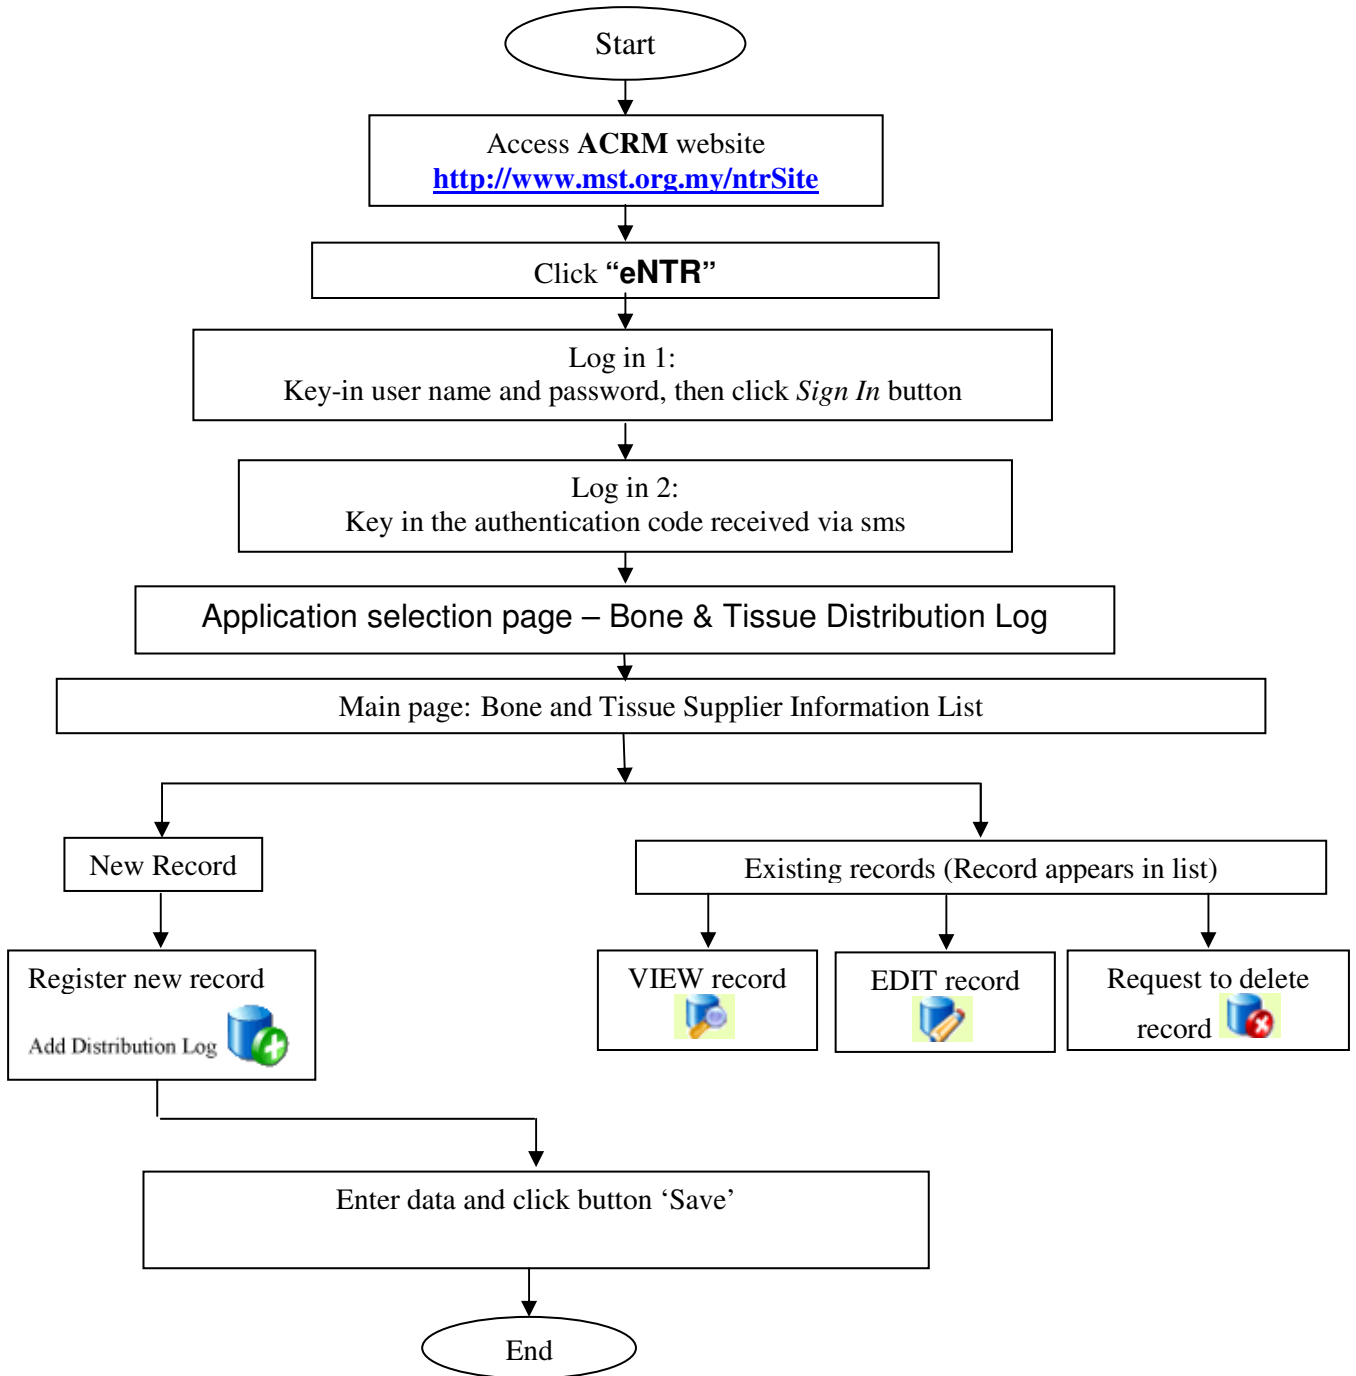 Start
Access ACRM website
http://www.mst.org.my/ntrSite
Click “eNTR”
Log in 1:
Key-in user name and password, then click Sign In button
Log in 2:
Key in the authentication code received via sms
Application selection page – Bone & Tissue Distribution Log
Main page: Bone and Tissue Supplier Information List
New Record
Existing records (Record appears in list)
Register new record
Add Distribution Log
VIEW record
EDIT record
Request to delete
record
Enter data and click button ‘Save’
End